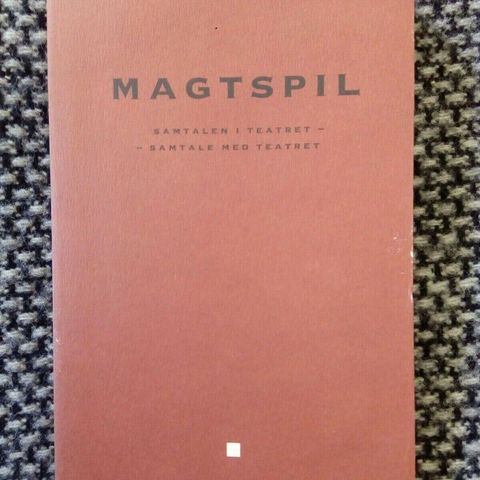 MAGTSPIL
SAMTALEN I TEATRET –
– SAMTALE MED TEATRET